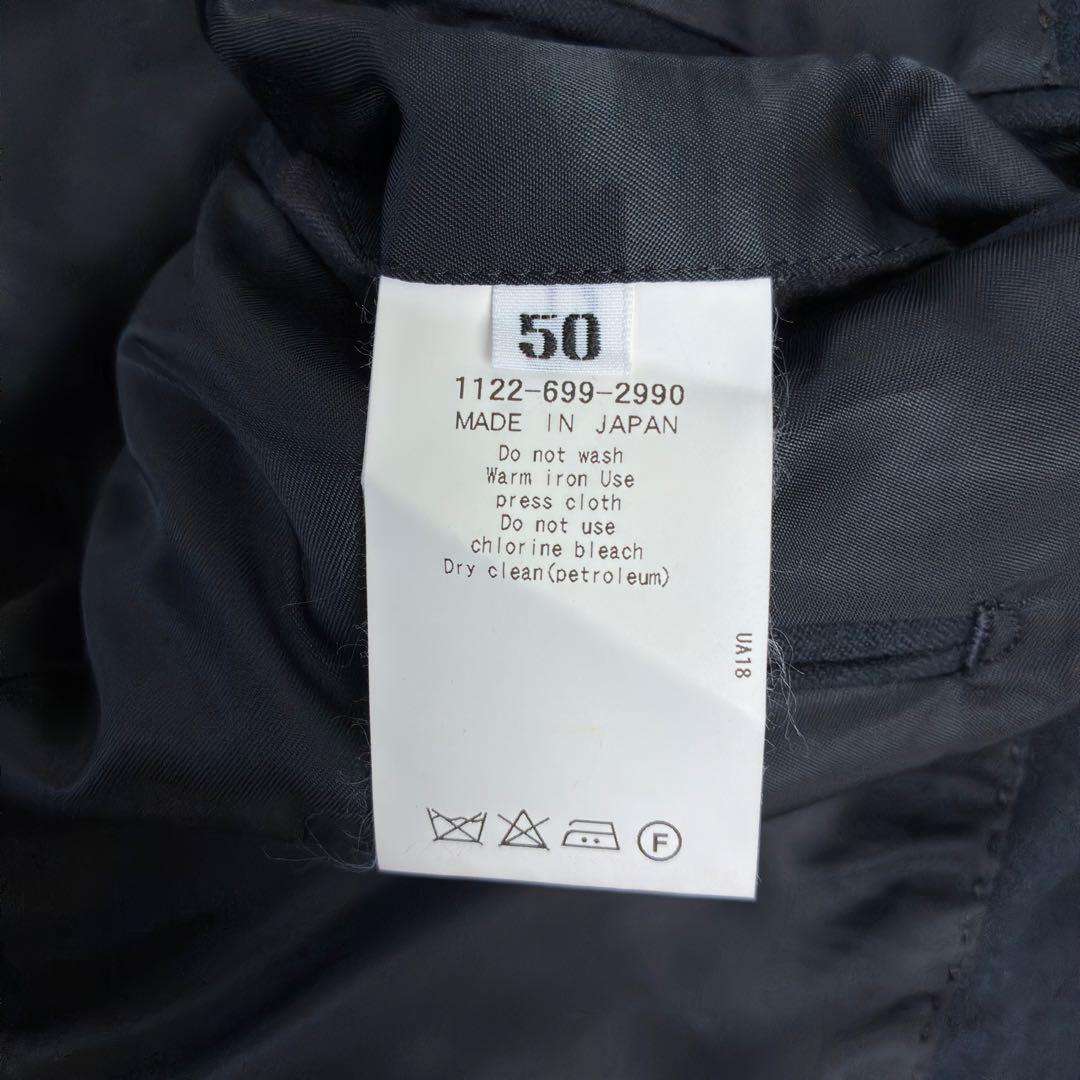 50
1122-699-2990
MADE IN JAPAN
Do not wash
Warm iron Use
press cloth
Do not use
chlorine bleach
Dry clean(petroleum)
UA18
F